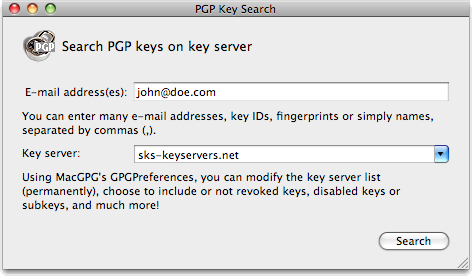 PGP Key Search
PGP
Search PGP keys on key server
E-mail address(es): john@doe.com
You can enter many e-mail addresses, key IDs, fingerprints or simply names,
separated by commas (,).
Key server: sks-keyservers.net
Using MacGPG's GPGPreferences, you can modify the key server list
(permanently), choose to include or not revoked keys, disabled keys or
subkeys, and much more!
Search